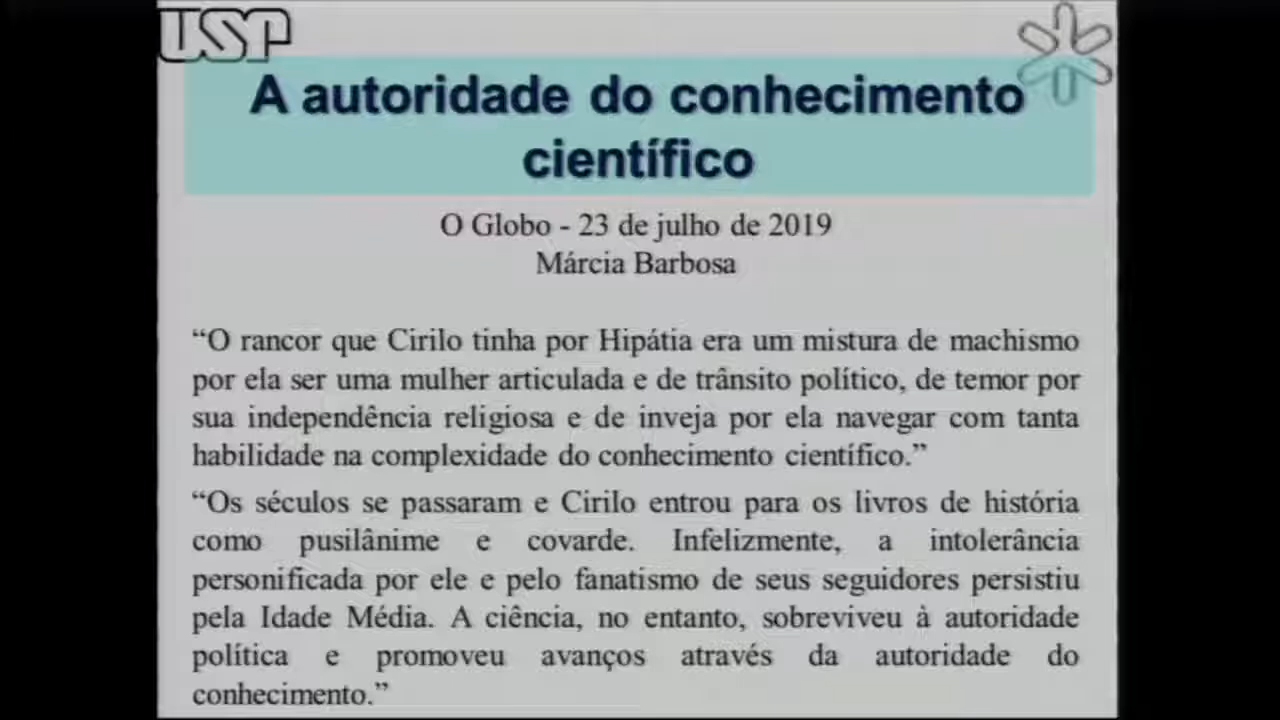 USP
A autoridade do conhecimento
científico
O Globo - 23 de julho de 2019
Márcia Barbosa
“O rancor que Cirilo tinha por Hipátia era um mistura de machismo
por ela ser uma mulher articulada e de trânsito político, de temor por
sua independência religiosa e de inveja por ela navegar com tanta
habilidade na complexidade do conhecimento científico.”
“Os séculos se passaram e Cirilo entrou para os livros de história
como pusilânime e covarde. Infelizmente, a intolerância
personificada por ele e pelo fanatismo de seus seguidores persistiu
pela Idade Média. A ciência, no entanto, sobreviveu à autoridade
política e promoveu avanços através da autoridade do
conhecimento.”